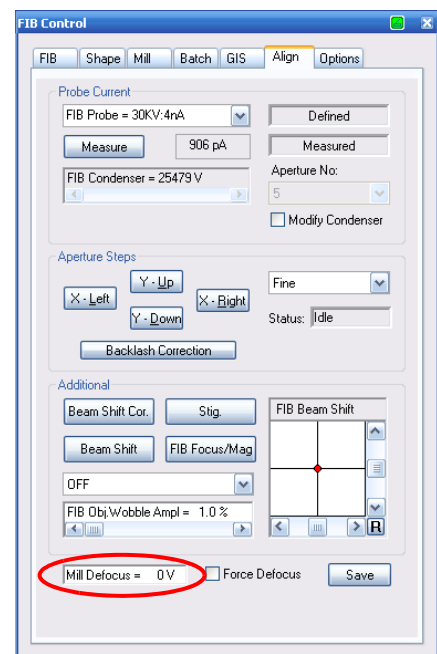 FIB Control
FIB Shape Mill Batch GIS Align Options
Probe Current
FIB Probe = 30KV:4nA Defined
Measure 906 pA Measured
FIB Condenser = 25479 V Aperture No:
5
Modify Condenser
Aperture Steps
Y - Up Fine
X - Left X - Right
Y - Down Status: Idle
Backlash Correction
Additional
Beam Shift Cor. Stig. FIB Beam Shift
Beam Shift FIB Focus/Mag
OFF
FIB Obj.Wobble Ampl = 1.0 %
R
Mill Defocus = 0 V Force Defocus Save